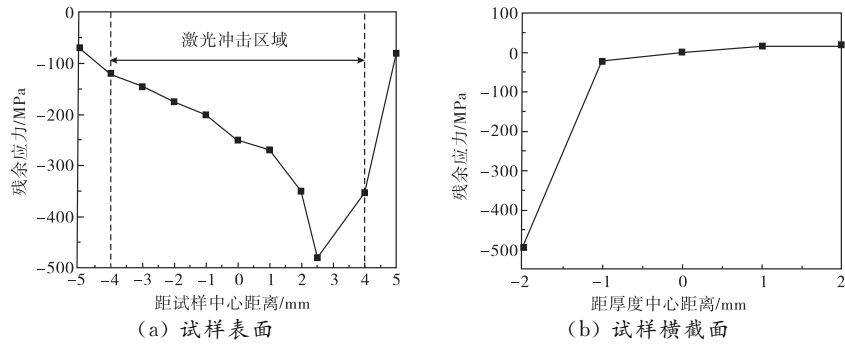 0
-100
-200
-300
-400
-500
残余应力/MPa
激光冲击区域
-5 -4 -3 -2 -1 0 1 2 3 4 5
距试样中心距离/mm
(a) 试样表面
100
0
-100
-200
-300
-400
-500
残余应力/MPa
-2 -1 0 1 2
距厚度中心距离/mm
(b) 试样横截面